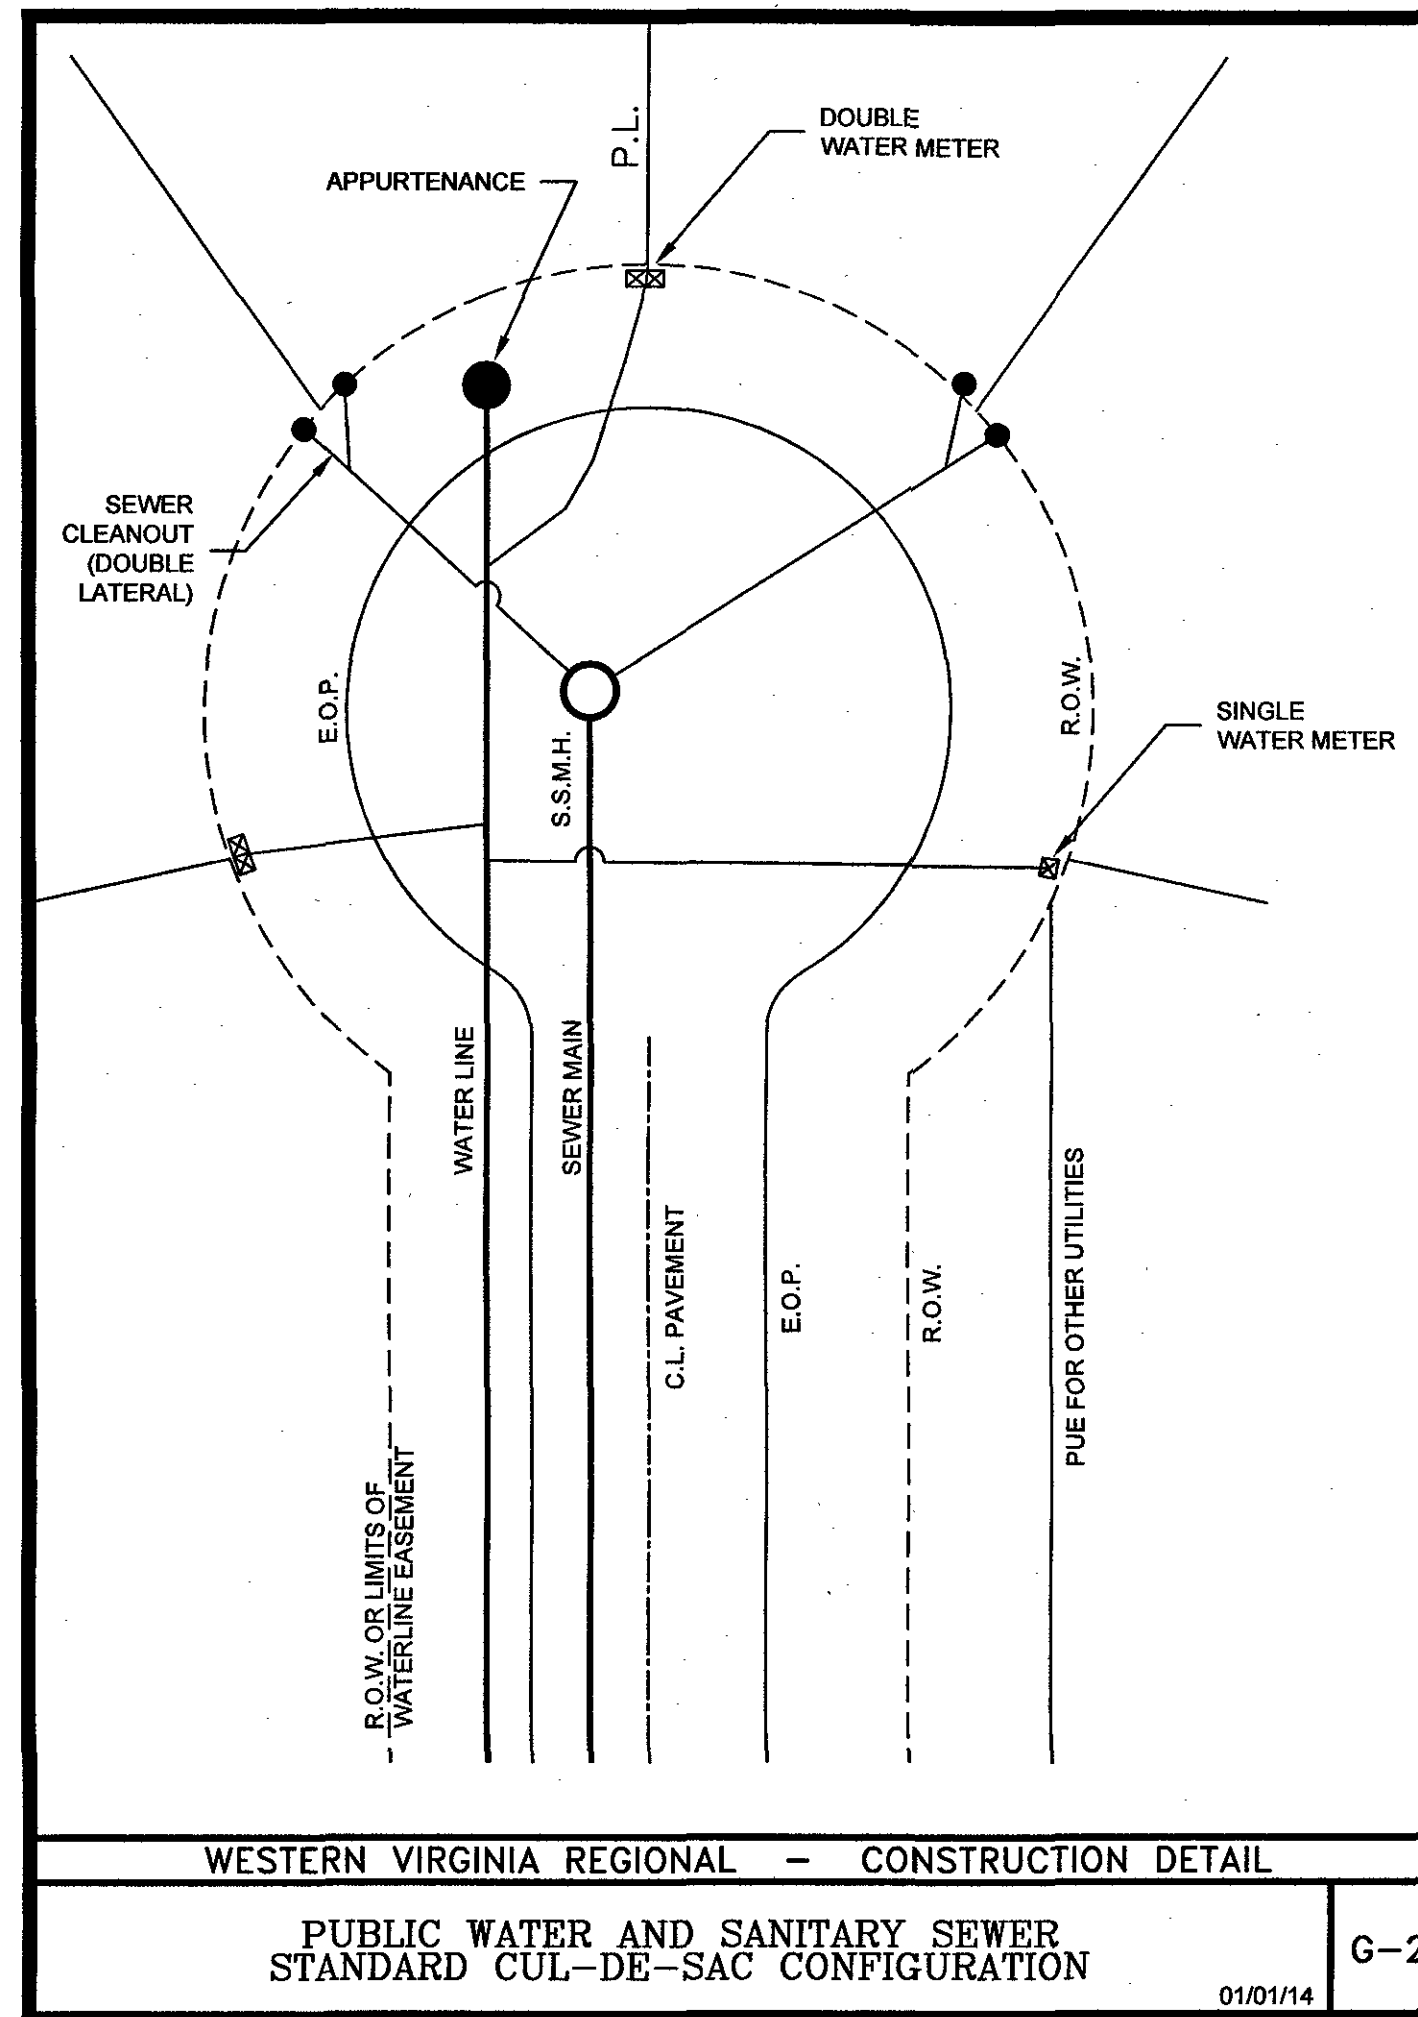 P.L.
DOUBLE
WATER METER
APPURTENANCE
SEWER
CLEANOUT
(DOUBLE
LATERAL)
E.O.P.
S.S.M.H.
R.O.W.
SINGLE
WATER METER
WATER LINE
SEWER MAIN
C.L. PAVEMENT
E.O.P.
R.O.W.
PUE FOR OTHER UTILITIES
R.O.W. OR LIMITS OF
WATERLINE EASEMENT
WESTERN VIRGINIA REGIONAL – CONSTRUCTION DETAIL
PUBLIC WATER AND SANITARY SEWER
STANDARD CUL-DE-SAC CONFIGURATION
01/01/14
G-2